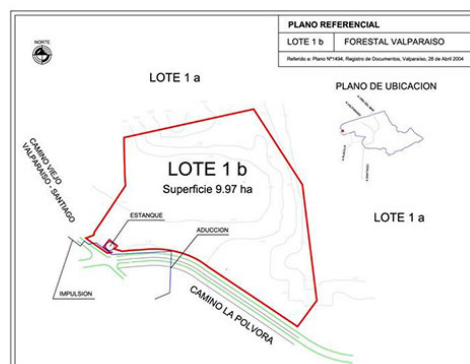 PLANO REFERENCIAL
LOTE 1 b
FORESTAL VALPARAISO
Referido a: Plano Nº1494, Registro de Documentos, Valparaiso, 28 de Abril 2004
NORTE
LOTE 1 a
PLANO DE UBICACION
CAMINO VIEJO
VALPARAISO - SANTIAGO
LOTE 1 b
Superficie 9.97 ha
LOTE 1 a
ESTANQUE
ADUCCION
IMPULSION
CAMINO LA POLVORA